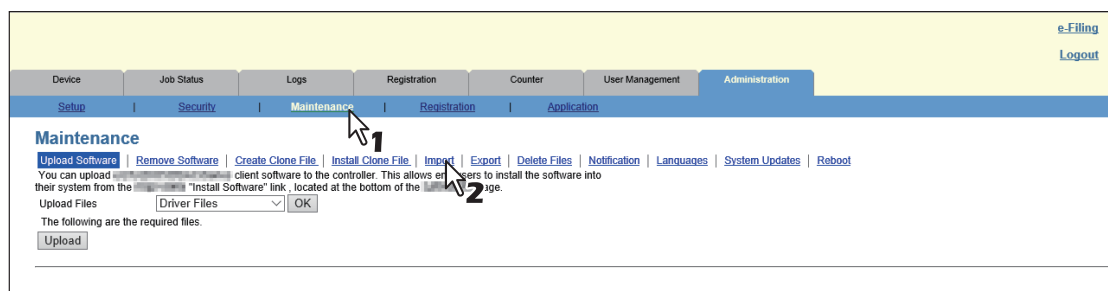 e-Filing
Logout
Device Job Status Logs Registration Counter User Management Administration
Setup | Security | Maintenance | Registration | Application
1
Maintenance
Upload Software | Remove Software | Create Clone File | Install Clone File | Import | Export | Delete Files | Notification | Languages | System Updates | Reboot
You can upload client software to the controller. This allows end users to install the software into
their system from the "Install Software" link , located at the bottom of the
2
Upload Files Driver Files OK
The following are the required files.
Upload